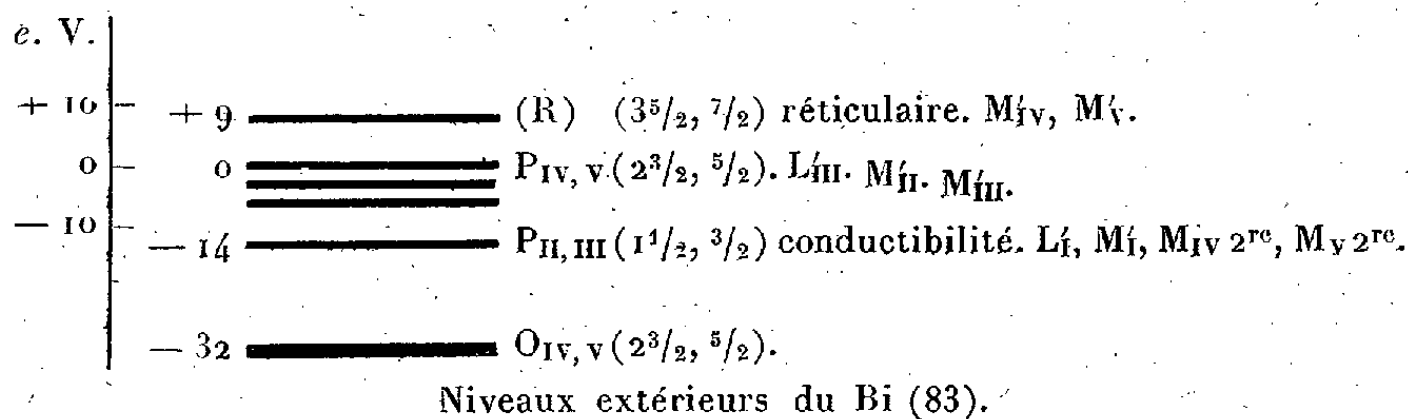 e. V.
+ 10 + 9 (R) (3⁵/₂, ⁷/₂) réticulaire. M′IV, M′V.
0 0 PIV, V (2³/₂, ⁵/₂). L′III. M′II. M′III.
— 10
— 14 PII, III (1¹/₂, ³/₂) conductibilité. L′I, M′I, MIV 2ʳᵉ, MV 2ʳᵉ.
— 32 OIV, V (2³/₂, ⁵/₂).
Niveaux extérieurs du Bi (83).